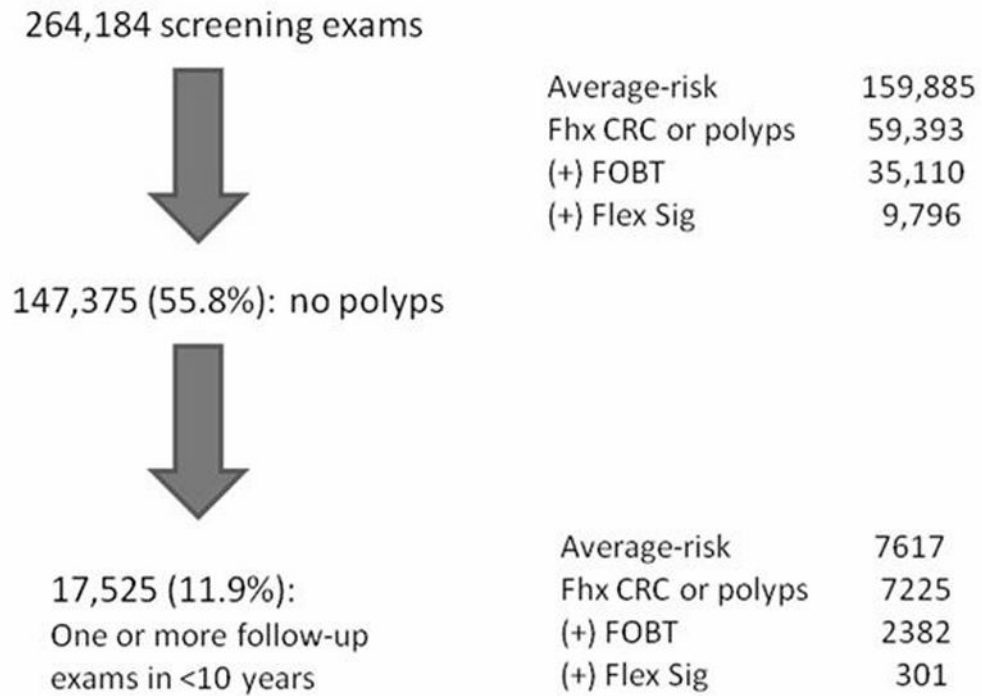 264,184 screening exams
Average-risk 159,885
Fhx CRC or polyps 59,393
(+) FOBT 35,110
(+) Flex Sig 9,796
147,375 (55.8%): no polyps
17,525 (11.9%):
One or more follow-up
exams in <10 years
Average-risk 7617
Fhx CRC or polyps 7225
(+) FOBT 2382
(+) Flex Sig 301